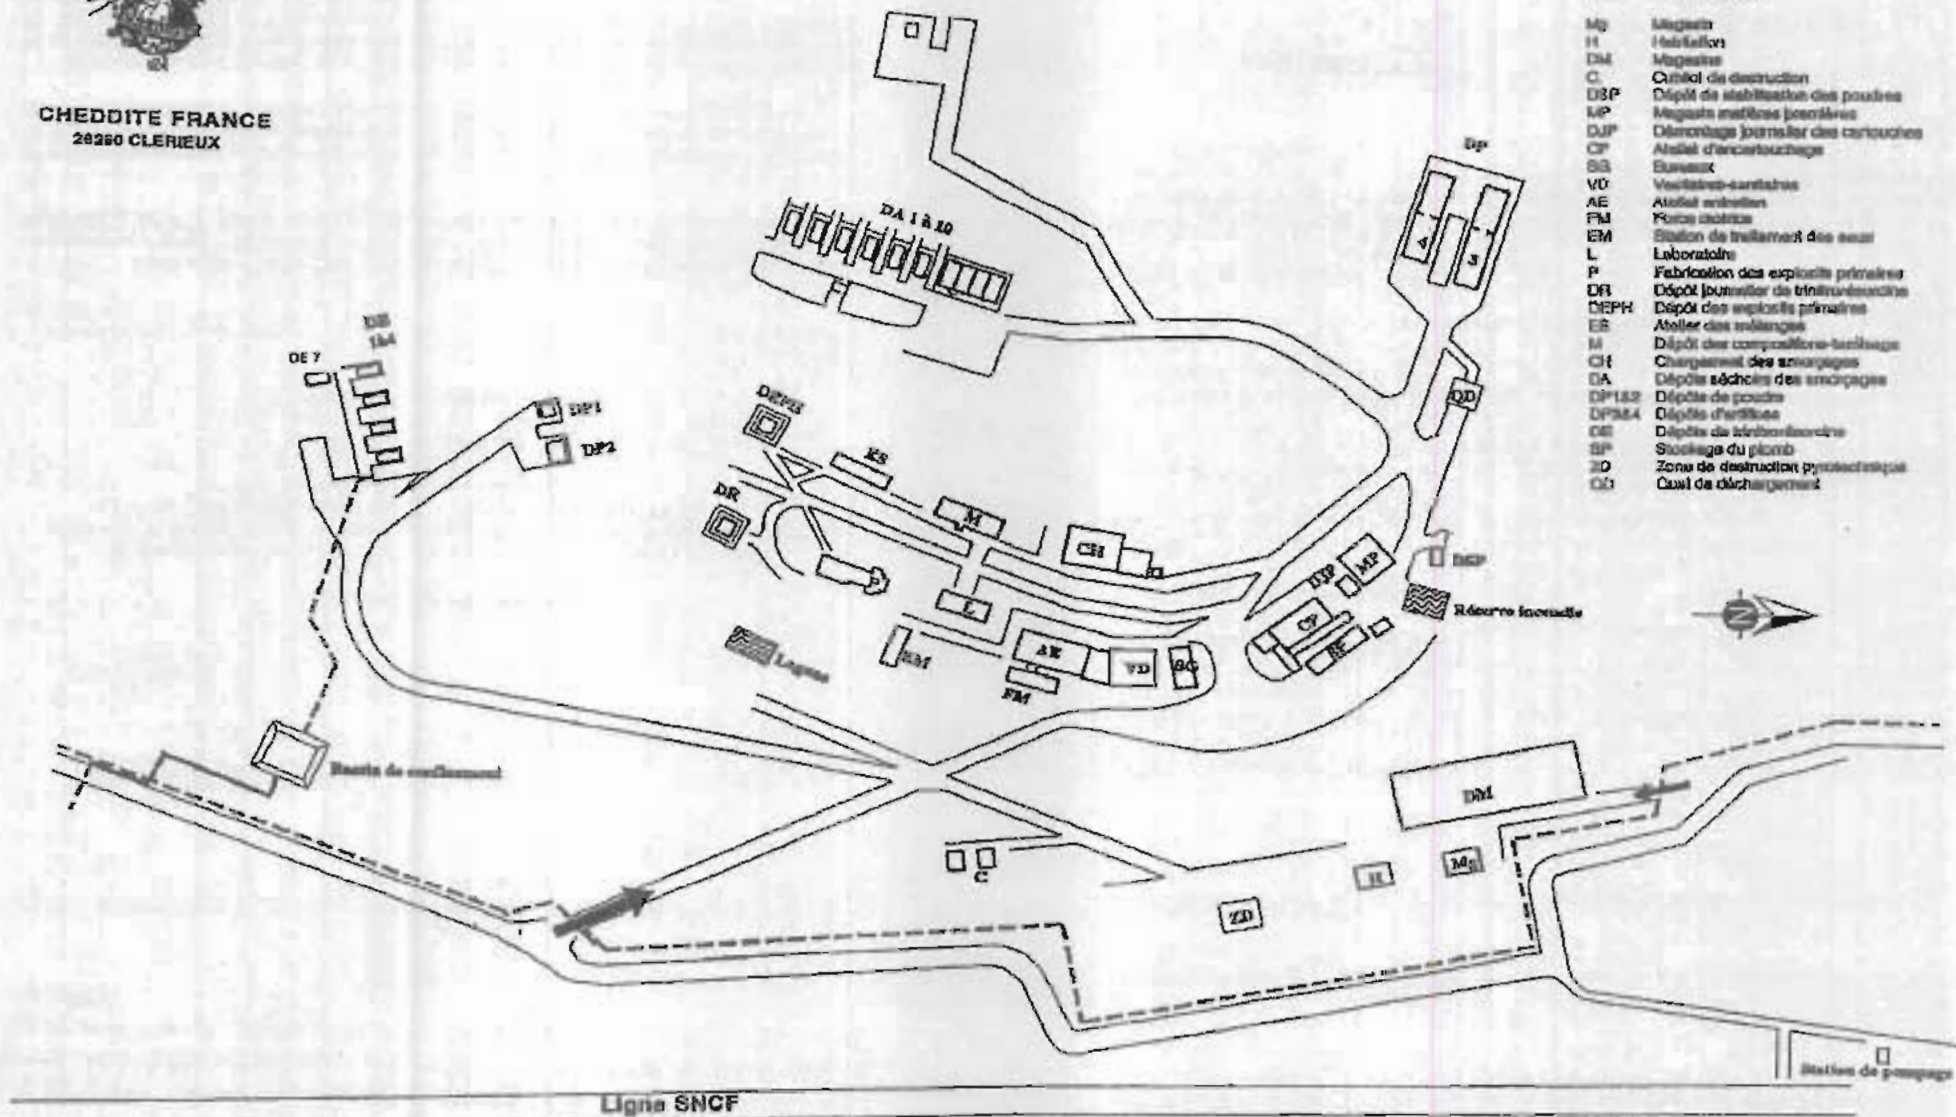 CHEDDITE FRANCE
26260 CLERIEUX
Mg Magasin
H Habitation
DM Magasins
C. de destruction
DSP Dépôt de stabilisation des poudres
MP Magasin matières premières
DJP Démontage journalier des cartouches
CP Atelier d'encartouchage
BG Bureaux
VD Vestiaires-sanitaires
AE Atelier entretien
FM Force motrice
EM Station de traitement des eaux
L Laboratoire
P Fabrication des explosifs primaires
DR Dépôt journalier de trinitrorésorcine
DEPH Dépôt des explosifs primaires
ES Atelier des mélanges
M Dépôt des compositions-tamisage
CH Chargement des amorçages
DA Dépôts séchoirs des amorçages
DP1&2 Dépôts de poudre
DP3&4 Dépôts d'artifices
DE Dépôts de trinitrorésorcine
SP Stockage du plomb
ZD Zone de destruction pyrotechnique
QD Quai de déchargement
DP
4
3
DA 1 à 10
DE
1à4
DE 7
DP1
DP2
QD
DEPH
ES
DR
M
CH
P
L
DJP
MP
DSP
Réserve incendie
CP
N
Lagune
EM
AE
VD
BG
FM
Bassin de confinement
DM
C
H
Mg
ZD
Station de pompage
Ligne SNCF